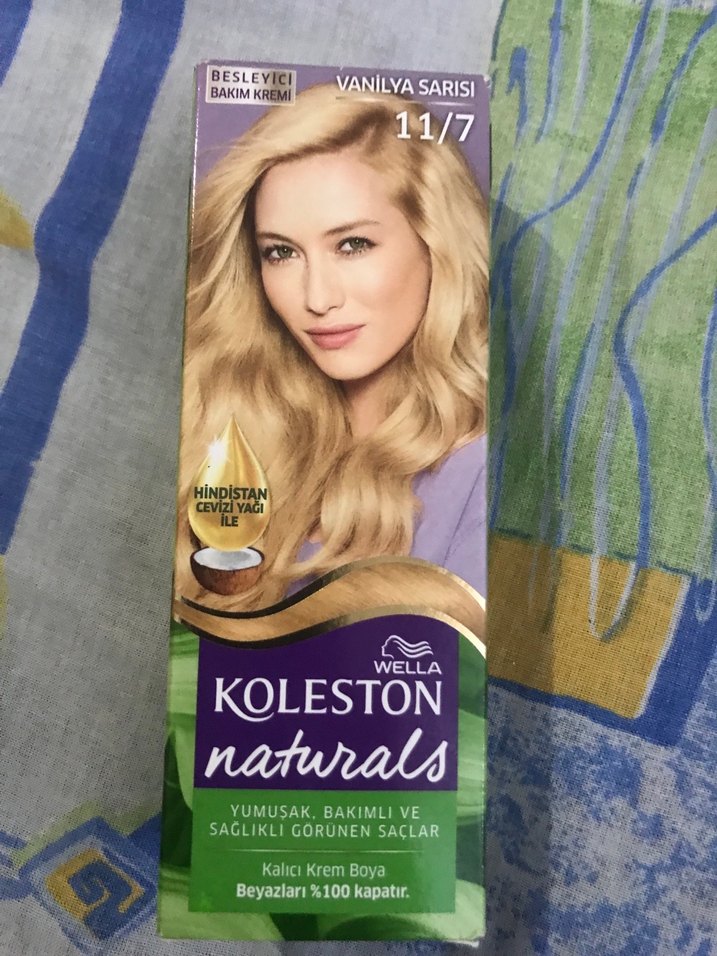 BESLEYİCİ
BAKIM KREMİ
VANİLYA SARISI
11/7
HİNDİSTAN
CEVİZİ YAĞI
İLE
WELLA
KOLESTON
naturals
YUMUŞAK, BAKIMLI VE
SAĞLIKLI GÖRÜNEN SAÇLAR
Kalıcı Krem Boya
Beyazları %100 kapatır.